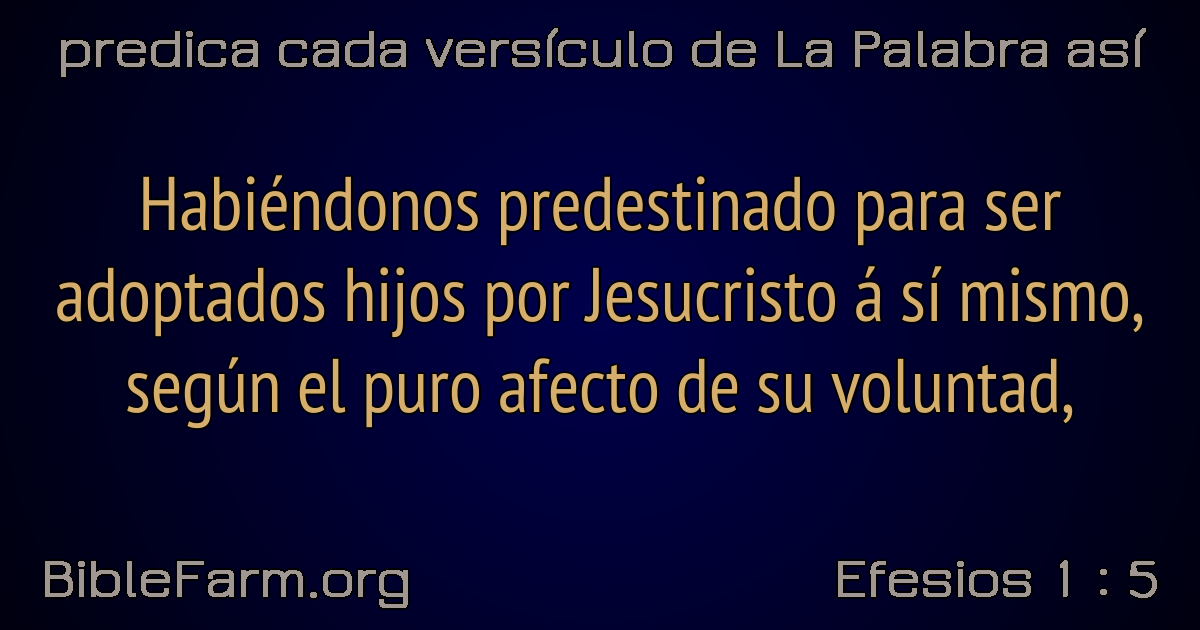 predica cada versículo de La Palabra así
Habiéndonos predestinado para ser
adoptados hijos por Jesucristo á sí mismo,
según el puro afecto de su voluntad,
BibleFarm.org
Efesios 1 : 5